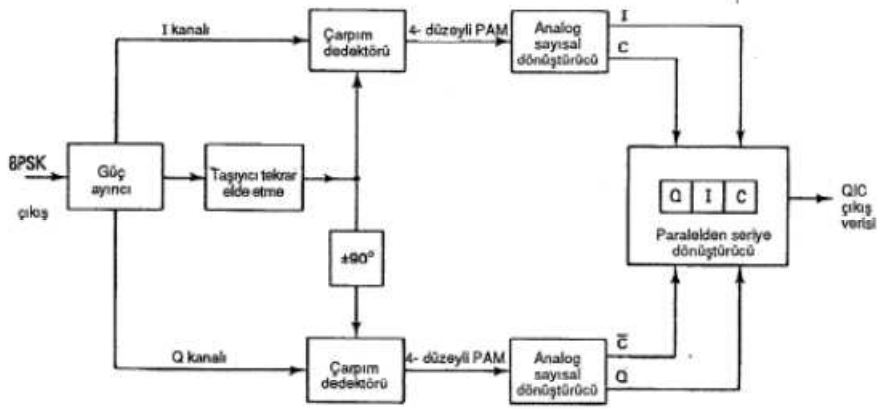 I kanalı
Çarpım
dedektörü
4- düzeyli PAM
Analog
sayısal
dönüştürücü
I
C
8PSK
çıkış
Güç
ayırıcı
Taşıyıcı tekrar
elde etme
±90°
Q I C
Paralelden seriye
dönüştürücü
QIC
çıkış
verisi
Q kanalı
Çarpım
dedektörü
4- düzeyli PAM
Analog
sayısal
dönüştürücü
C̅
Q